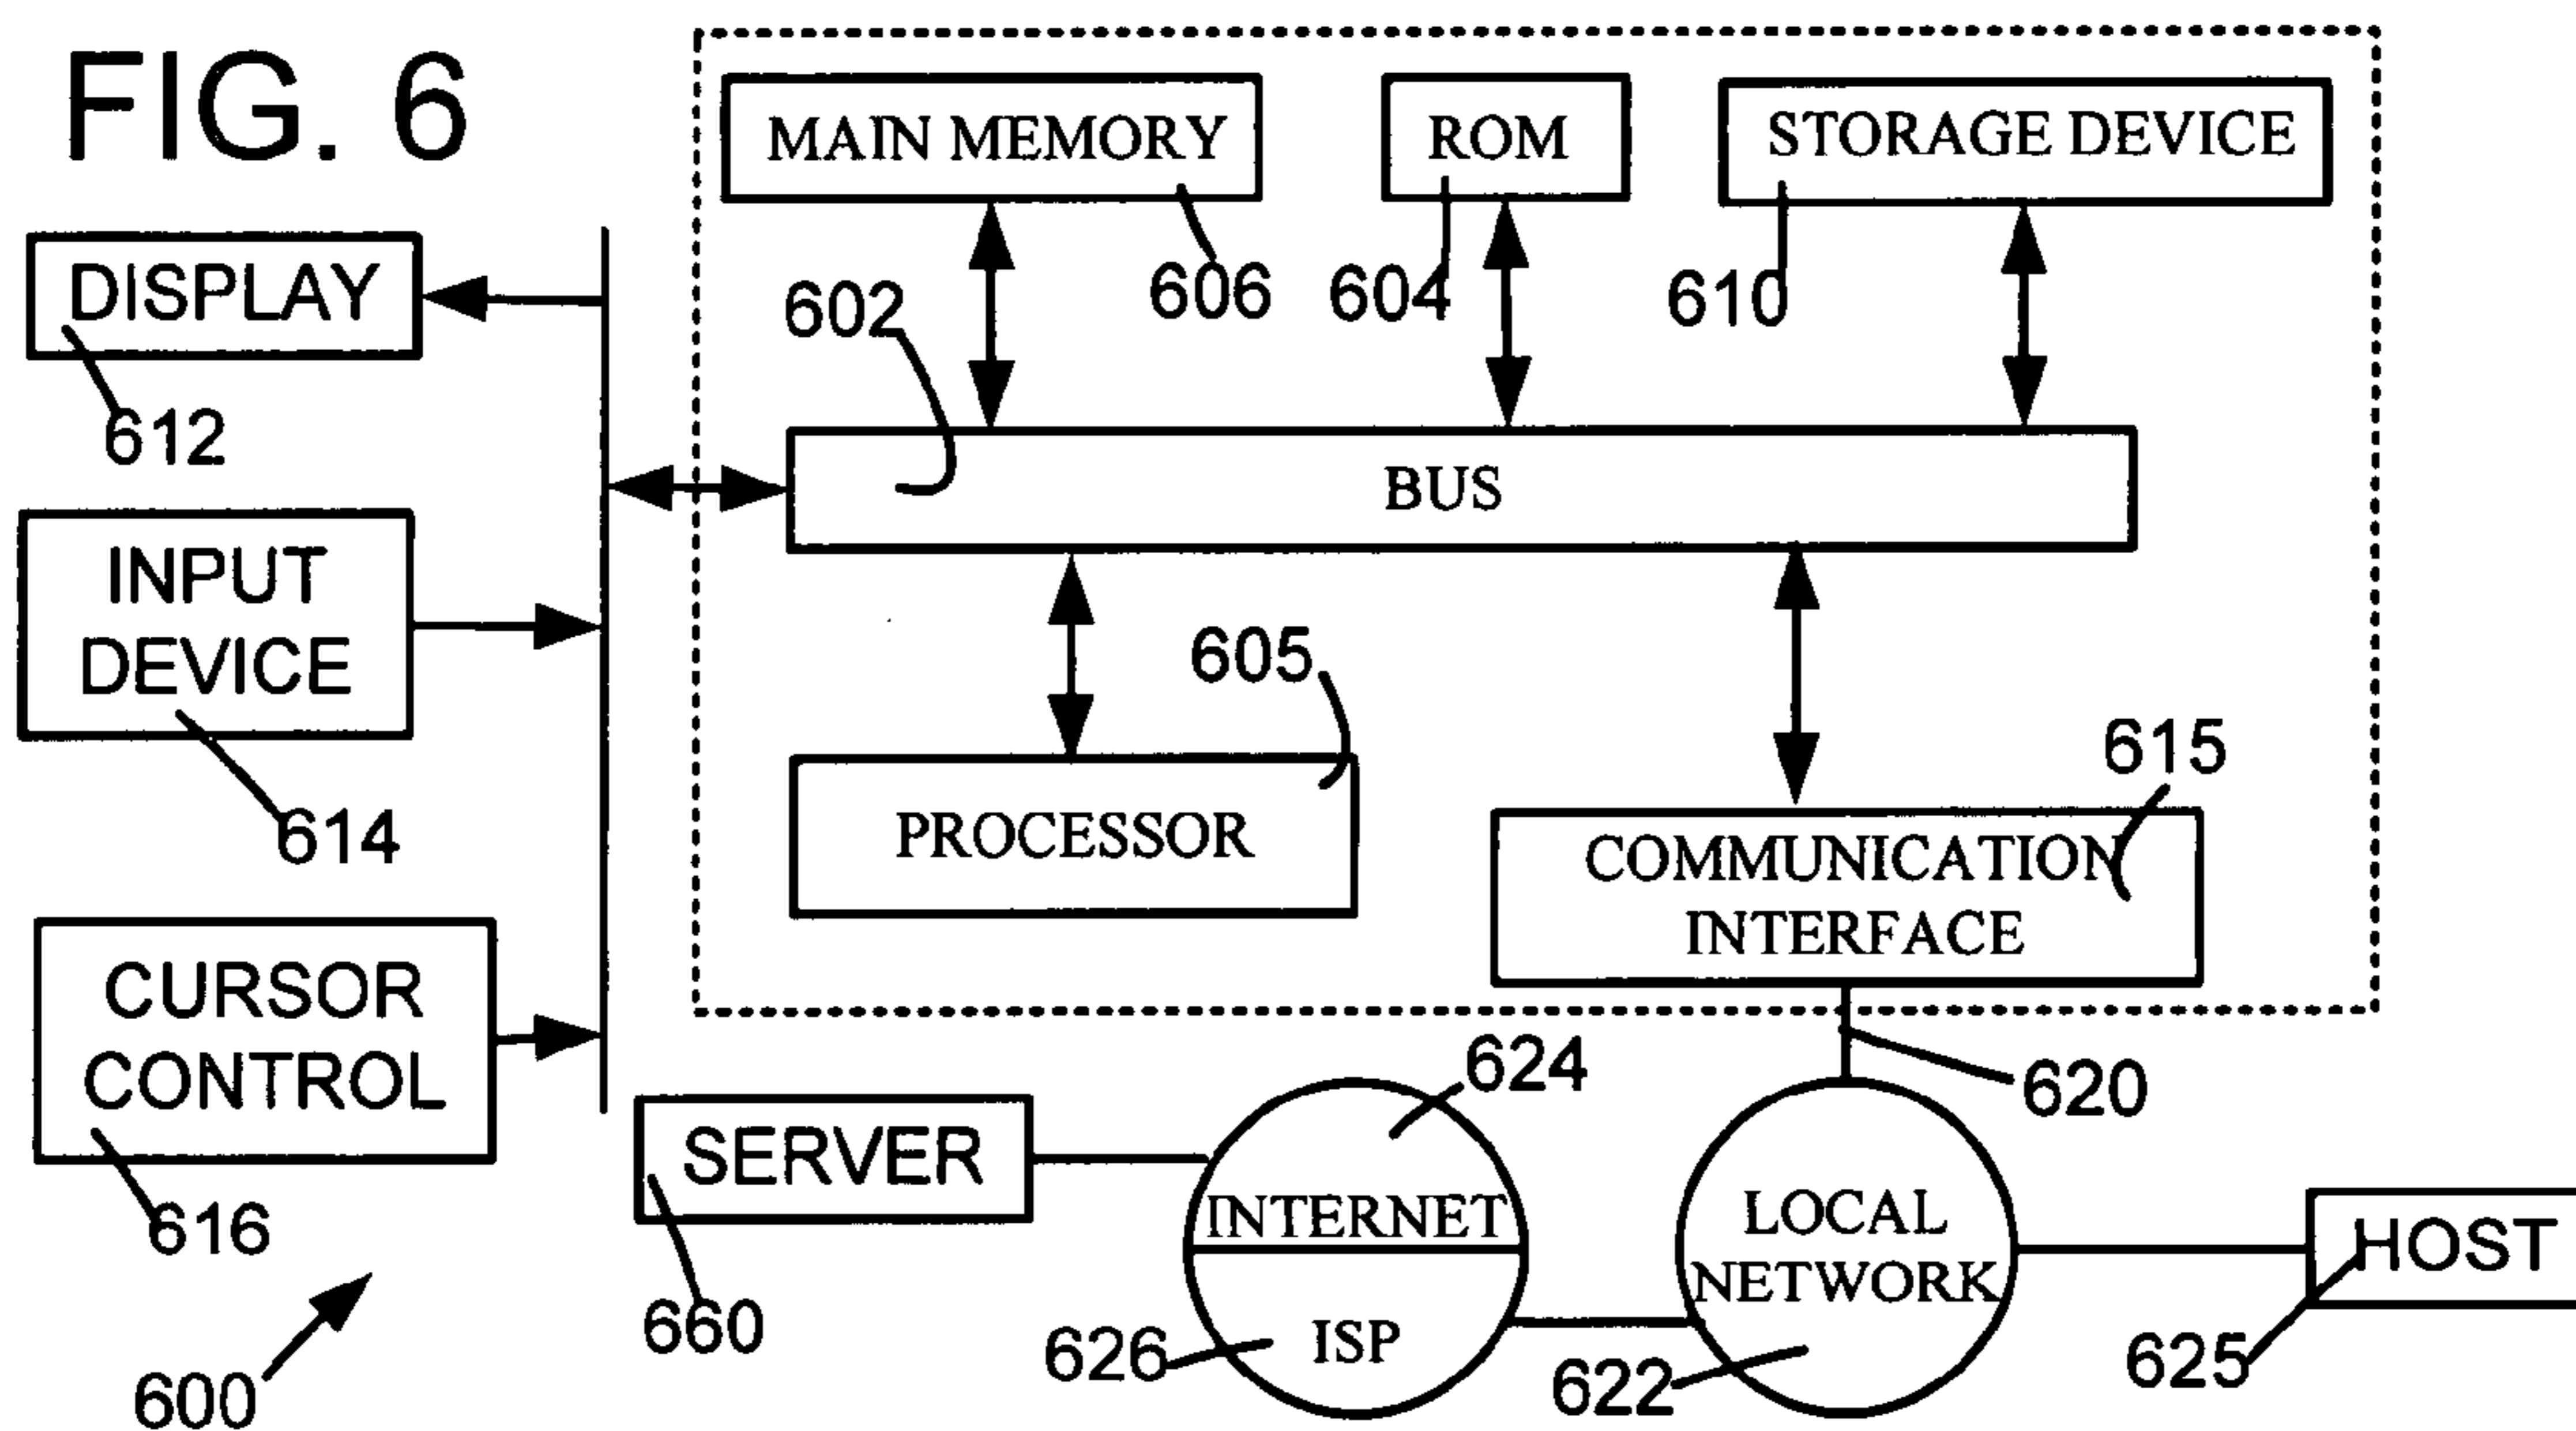 FIG. 6
MAIN MEMORY
ROM
STORAGE DEVICE
606
604
610
602
DISPLAY
612
BUS
INPUT
DEVICE
614
605
PROCESSOR
615
COMMUNICATION
INTERFACE
CURSOR
CONTROL
616
620
624
SERVER
660
INTERNET
ISP
626
LOCAL
NETWORK
622
HOST
625
600